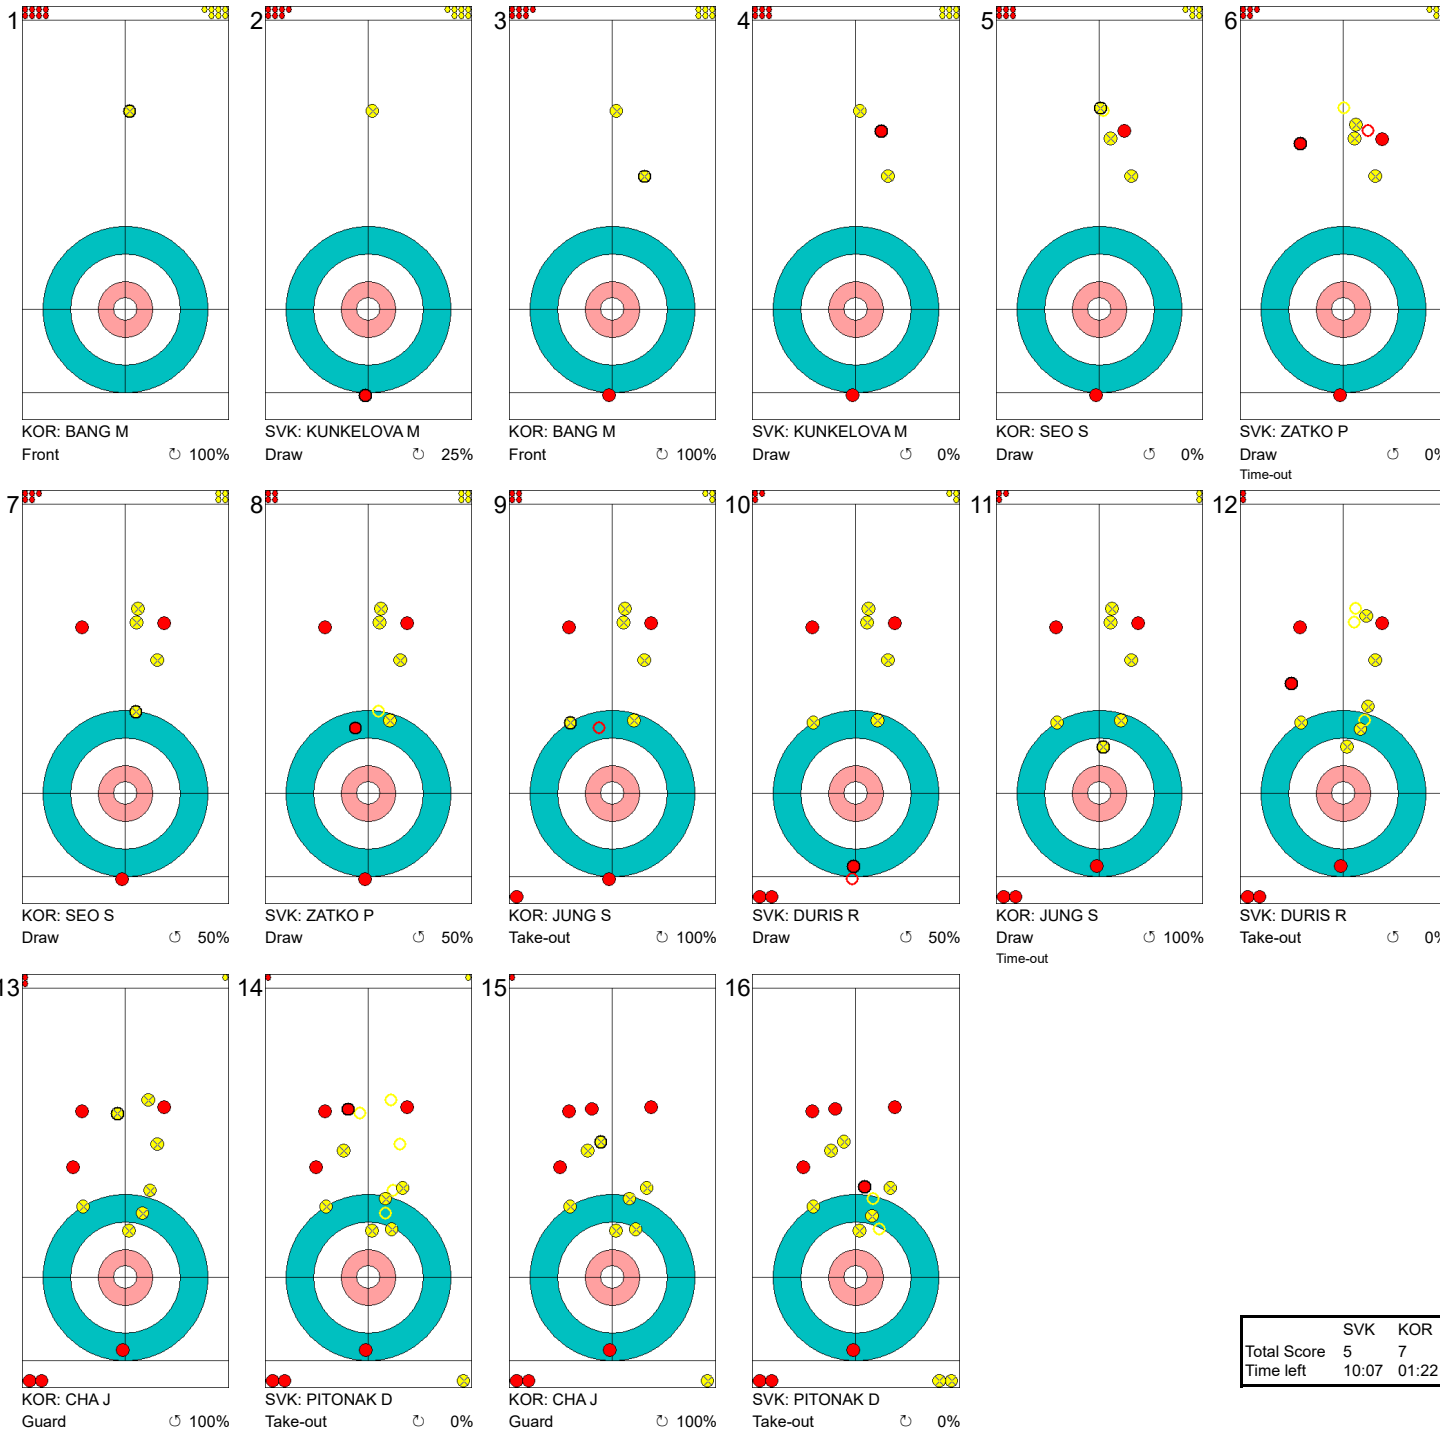 1 2 3 4 5 6
KOR: BANG M SVK: KUNKELOVA M KOR: BANG M SVK: KUNKELOVA M KOR: SEO S SVK: ZATKO P
Front ↻ 100% Draw ↻ 25% Front ↻ 100% Draw ↺ 0% Draw ↺ 0% Draw ↺ 0%
Time-out
7 8 9 10 11 12
KOR: SEO S SVK: ZATKO P KOR: JUNG S SVK: DURIS R KOR: JUNG S SVK: DURIS R
Draw ↺ 50% Draw ↺ 50% Take-out ↻ 100% Draw ↺ 50% Draw ↺ 100% Take-out ↺ 0%
Time-out
13 14 15 16
KOR: CHA J SVK: PITONAK D KOR: CHA J SVK: PITONAK D
Guard ↺ 100% Take-out ↻ 0% Guard ↺ 100% Take-out ↻ 0%
SVK KOR
Total Score 5 7
Time left 10:07 01:22